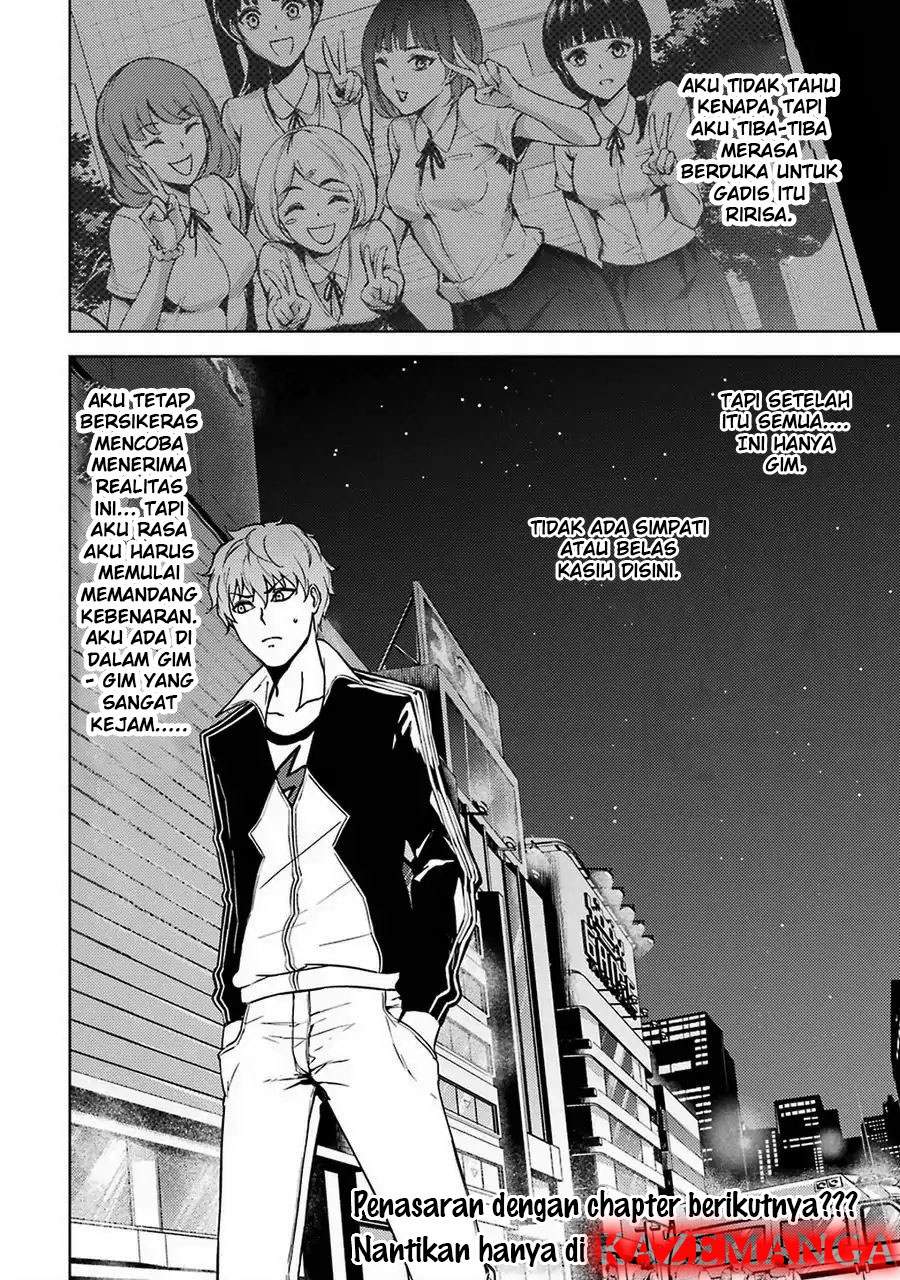 AKU TIDAK TAHU
KENAPA, TAPI
AKU TIBA-TIBA
MERASA
BERDUKA UNTUK
GADIS ITU
RIRISA.
TAPI SETELAH
ITU SEMUA....
INI HANYA
GIM.
TIDAK ADA SIMPATI
ATAU BELAS
KASIH DISINI.
AKU TETAP
BERSIKERAS
MENCOBA
MENERIMA
REALITAS
INI... TAPI
AKU RASA
AKU HARUS
MEMULAI
MEMANDANG
KEBENARAN.
AKU ADA DI
DALAM GIM
- GIM YANG
SANGAT
KEJAM.....
Penasaran dengan chapter berikutnya???
Nantikan hanya di KAZEMANGA